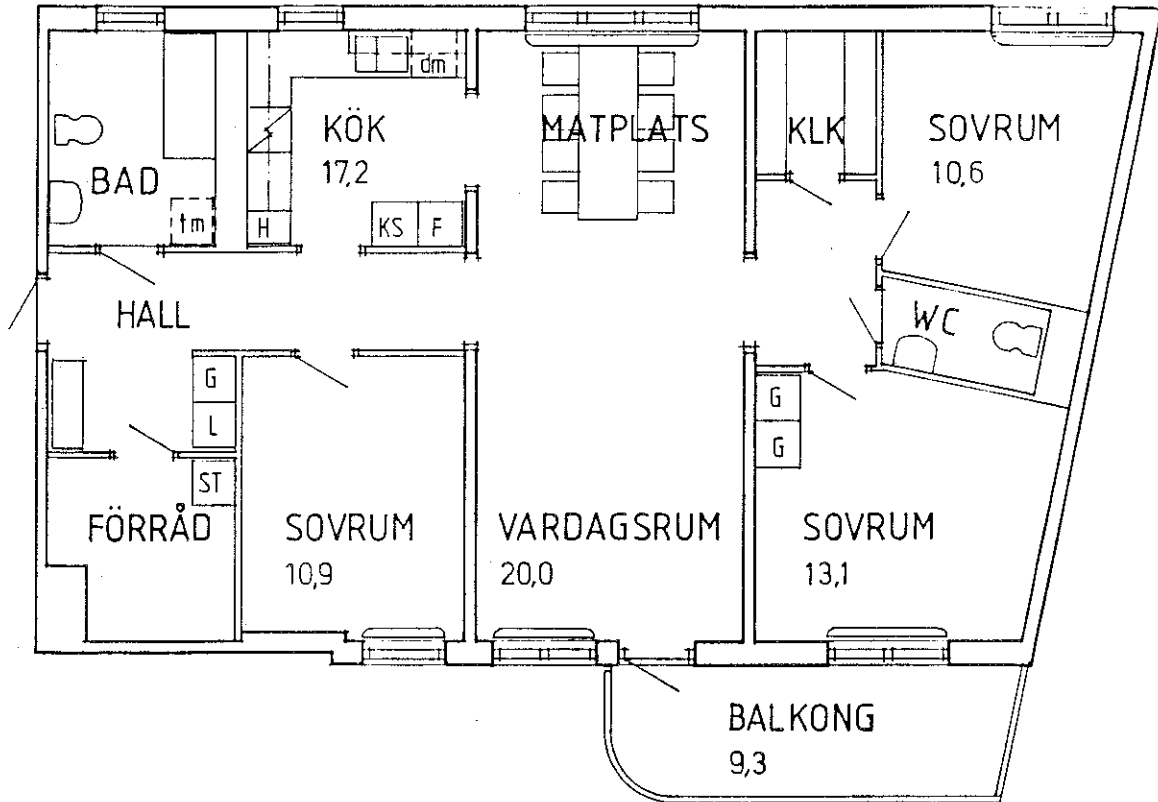 dm
KÖK
17,2
MATPLATS
KLK
SOVRUM
10,6
BAD
tm
H
KS
F
HALL
WC
G
L
G
G
ST
FÖRRÅD
SOVRUM
10,9
VARDAGSRUM
20,0
SOVRUM
13,1
BALKONG
9,3